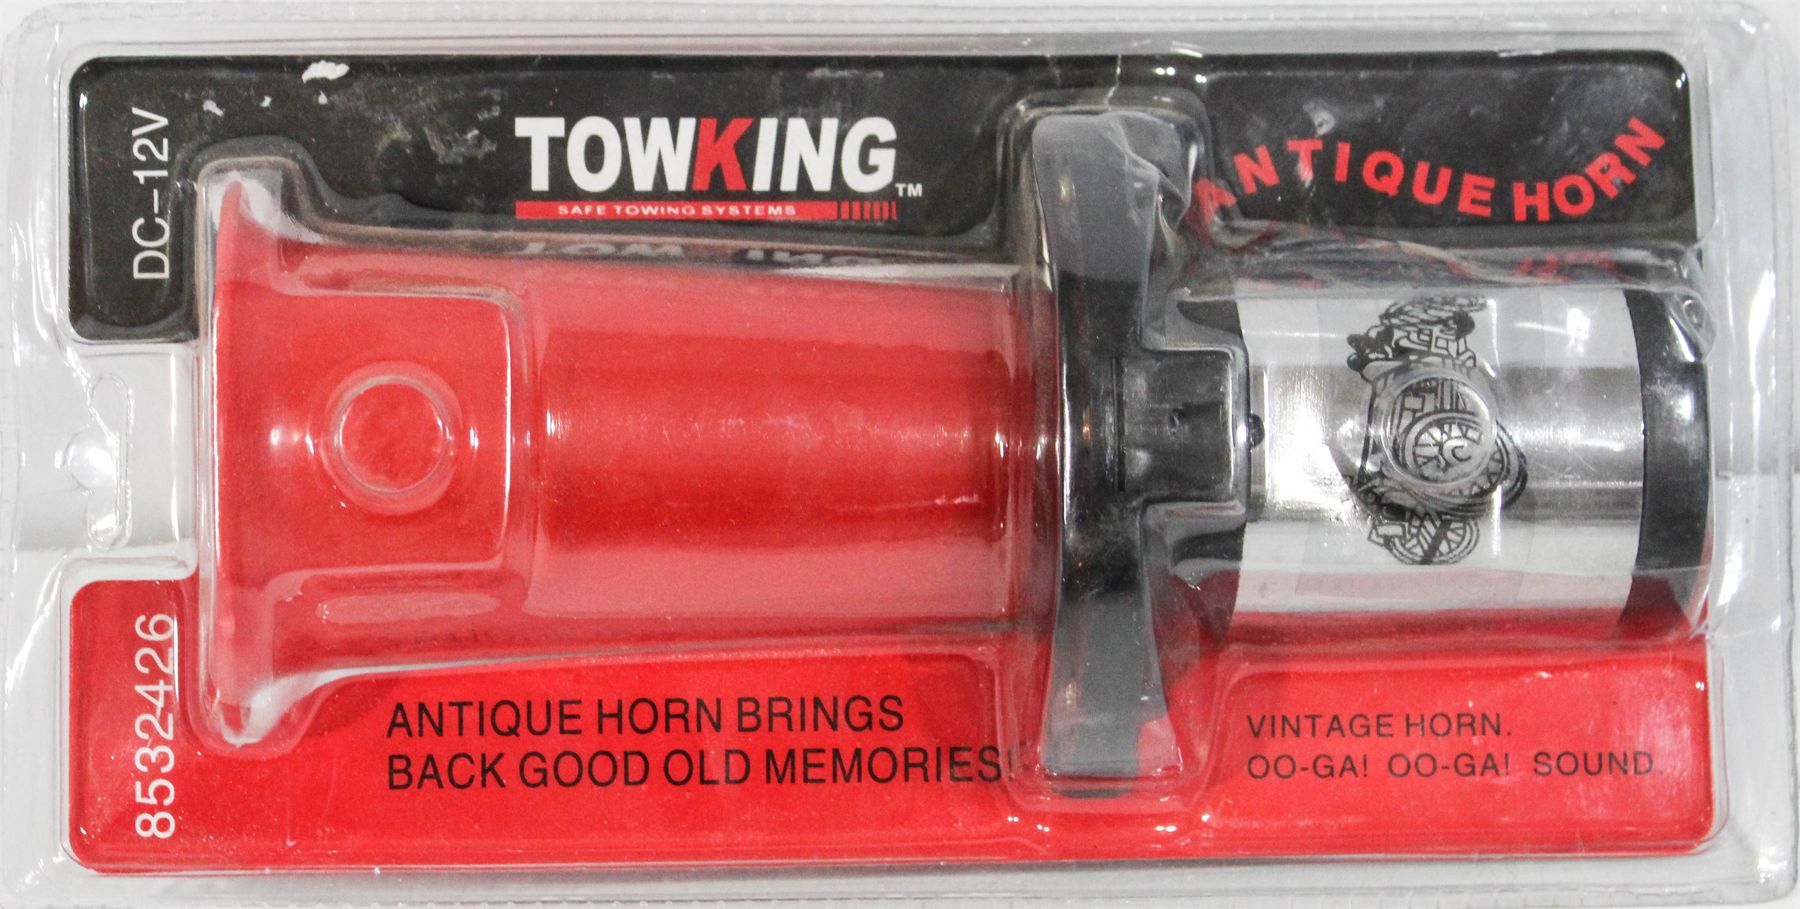 DC-12V
TOWKING™
SAFE TOWING SYSTEMS
ANTIQUE HORN
8532426
ANTIQUE HORN BRINGS
BACK GOOD OLD MEMORIES!
VINTAGE HORN.
OO-GA! OO-GA! SOUND.